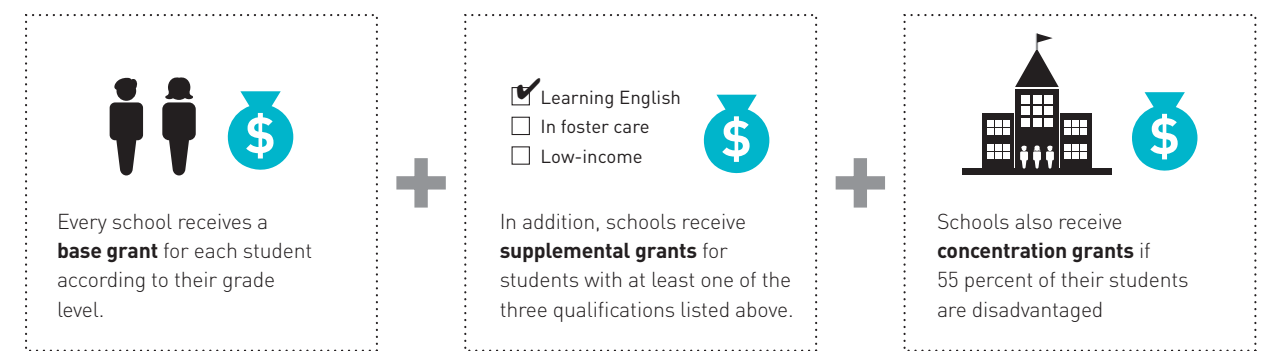 $
Every school receives a
base grant for each student
according to their grade
level.
Learning English
In foster care
Low-income
$
In addition, schools receive
supplemental grants for
students with at least one of the
three qualifications listed above.
$
Schools also receive
concentration grants if
55 percent of their students
are disadvantaged